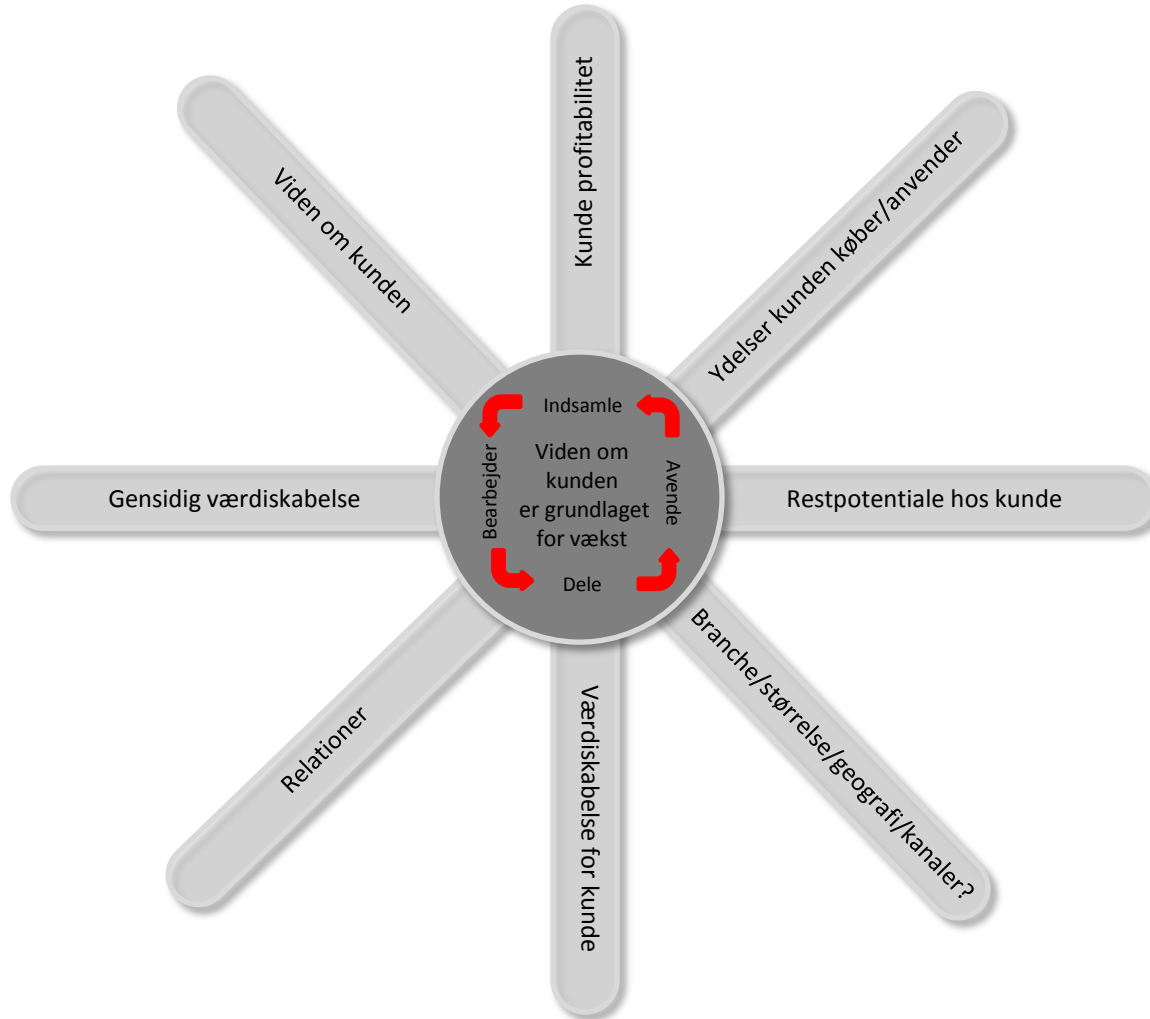 Kunde profitabilitet
Ydelser kunden køber/anvender
Restpotentiale hos kunde
Branche/størrelse/geografi/kanaler?
Værdiskabelse for kunde
Relationer
Gensidig værdiskabelse
Viden om kunden
Indsamle
Bearbejder
Dele
Avende
Viden om
kunden
er grundlaget
for vækst